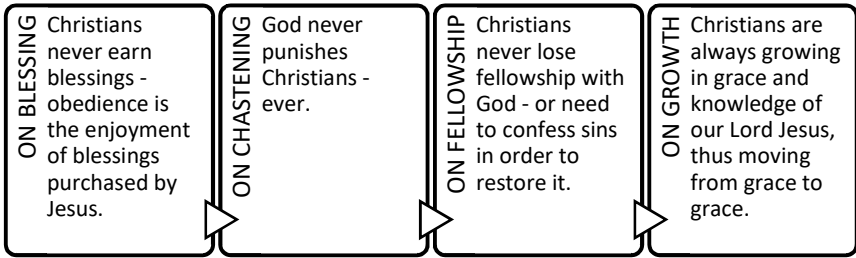 ON BLESSING
Christians
never earn
blessings -
obedience is
the enjoyment
of blessings
purchased by
Jesus.
ON CHASTENING
God never
punishes
Christians -
ever.
ON FELLOWSHIP
Christians
never lose
fellowship with
God - or need
to confess sins
in order to
restore it.
ON GROWTH
Christians are
always growing
in grace and
knowledge of
our Lord Jesus,
thus moving
from grace to
grace.